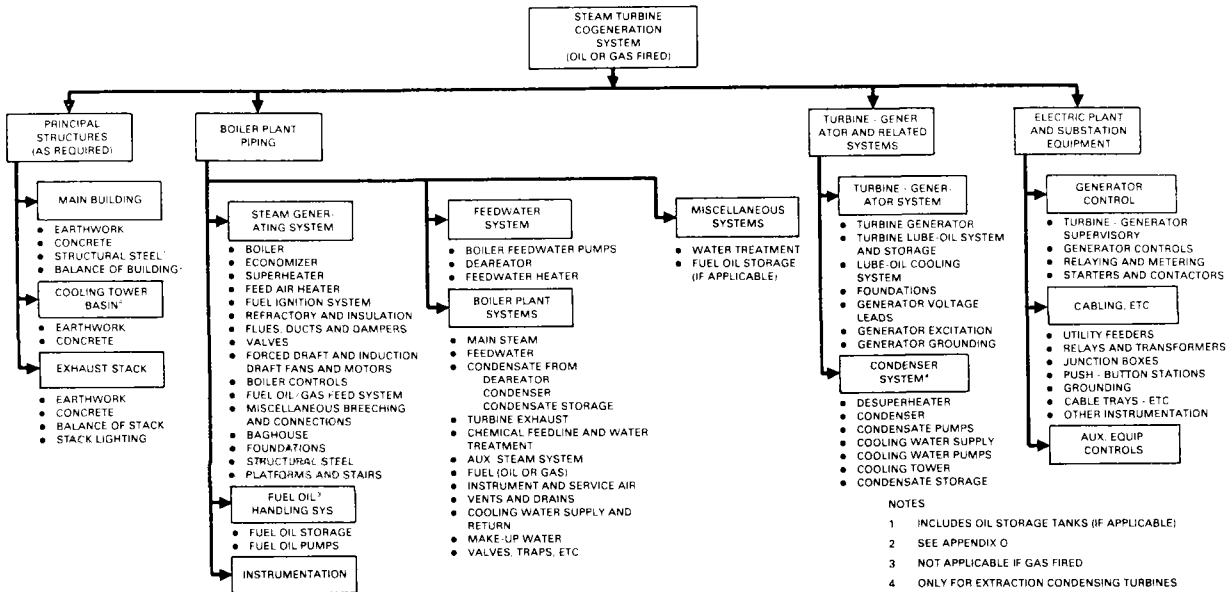 STEAM TURBINE
COGENERATION
SYSTEM
(OIL OR GAS FIRED)
PRINCIPAL
STRUCTURES
(AS REQUIRED)
MAIN BUILDING
• EARTHWORK
• CONCRETE
• STRUCTURAL STEEL¹
• BALANCE OF BUILDING
COOLING TOWER
BASIN²
• EARTHWORK
• CONCRETE
EXHAUST STACK
• EARTHWORK
• CONCRETE
• BALANCE OF STACK
• STACK LIGHTING
BOILER PLANT
PIPING
STEAM GENER-
ATING SYSTEM
• BOILER
• ECONOMIZER
• SUPERHEATER
• FEED AIR HEATER
• FUEL IGNITION SYSTEM
• REFRACTORY AND INSULATION
• FLUES, DUCTS AND DAMPERS
• VALVES
• FORCED DRAFT AND INDUCTION
DRAFT FANS AND MOTORS
• BOILER CONTROLS
• FUEL OIL/GAS FEED SYSTEM
• MISCELLANEOUS BREECHING
AND CONNECTIONS
• BAGHOUSE
• FOUNDATIONS
• STRUCTURAL STEEL
• PLATFORMS AND STAIRS
FUEL OIL³
HANDLING SYS
• FUEL OIL STORAGE
• FUEL OIL PUMPS
INSTRUMENTATION
FEEDWATER
SYSTEM
• BOILER FEEDWATER PUMPS
• DEAREATOR
• FEEDWATER HEATER
BOILER PLANT
SYSTEMS
• MAIN STEAM
• FEEDWATER
• CONDENSATE FROM
DEAREATOR
CONDENSER
CONDENSATE STORAGE
• TURBINE EXHAUST
• CHEMICAL FEEDLINE AND WATER
TREATMENT
• AUX STEAM SYSTEM
• FUEL (OIL OR GAS)
• INSTRUMENT AND SERVICE AIR
• VENTS AND DRAINS
• COOLING WATER SUPPLY AND
RETURN
• MAKE-UP WATER
• VALVES, TRAPS, ETC
MISCELLANEOUS
SYSTEMS
• WATER TREATMENT
• FUEL OIL STORAGE
(IF APPLICABLE)
TURBINE - GENER
ATOR AND RELATED
SYSTEMS
TURBINE - GENER-
ATOR SYSTEM
• TURBINE GENERATOR
• TURBINE LUBE-OIL SYSTEM
AND STORAGE
• LUBE-OIL COOLING
SYSTEM
• FOUNDATIONS
• GENERATOR VOLTAGE
LEADS
• GENERATOR EXCITATION
• GENERATOR GROUNDING
CONDENSER
SYSTEM⁴
• DESUPERHEATER
• CONDENSER
• CONDENSATE PUMPS
• COOLING WATER SUPPLY
• COOLING WATER PUMPS
• COOLING TOWER
• CONDENSATE STORAGE
ELECTRIC PLANT
AND SUBSTATION
EQUIPMENT
GENERATOR
CONTROL
• TURBINE - GENERATOR
SUPERVISORY
• GENERATOR CONTROLS
• RELAYING AND METERING
• STARTERS AND CONTACTORS
CABLING, ETC
• UTILITY FEEDERS
• RELAYS AND TRANSFORMERS
• JUNCTION BOXES
• PUSH - BUTTON STATIONS
• GROUNDING
• CABLE TRAYS - ETC
• OTHER INSTRUMENTATION
AUX. EQUIP
CONTROLS
NOTES
1 INCLUDES OIL STORAGE TANKS (IF APPLICABLE)
2 SEE APPENDIX O
3 NOT APPLICABLE IF GAS FIRED
4 ONLY FOR EXTRACTION CONDENSING TURBINES